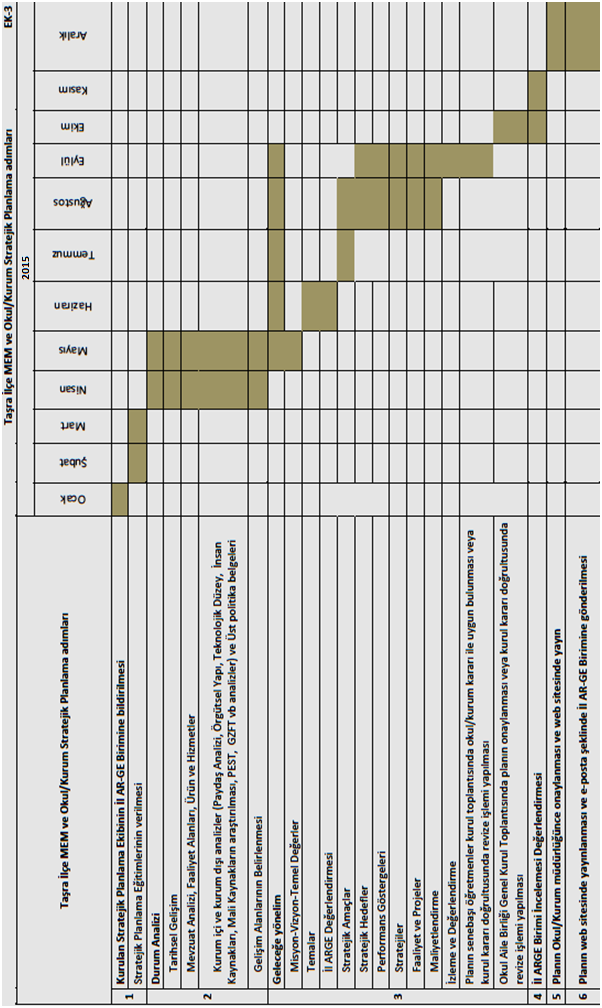 EK-3
Taşra İlçe MEM ve Okul/Kurum Stratejik Planlama adımları
2015
Taşra İlçe MEM ve Okul/Kurum Stratejik Planlama adımları
Ocak
Şubat
Mart
Nisan
Mayıs
Haziran
Temmuz
Ağustos
Eylül
Ekim
Kasım
Aralık
1
Kurulan Stratejik Planlama Ekibinin İl AR-GE Birimine bildirilmesi
Stratejik Planlama Eğitimlerinin verilmesi
2
Durum Analizi
Tarihsel Gelişim
Mevzuat Analizi, Faaliyet Alanları, Ürün ve Hizmetler
Kurum içi ve kurum dışı analizler (Paydaş Analizi, Örgütsel Yapı, Teknolojik Düzey, İnsan
Kaynakları, Mali Kaynakların araştırılması, PEST, GZFT vb analizler) ve Üst politika belgeleri
Gelişim Alanlarının Belirlenmesi
3
Geleceğe yönelim
Misyon-Vizyon-Temel Değerler
Temalar
İl ARGE Değerlendirmesi
Stratejik Amaçlar
Stratejik Hedefler
Performans Göstergeleri
Stratejiler
Faaliyet ve Projeler
Maliyetlendirme
İzleme ve Değerlendirme
Planın senebaşı öğretmenler kurul toplantısında okul/kurum kararı ile uygun bulunması veya
kurul kararı doğrultusunda revize işlemi yapılması
Okul Aile Birliği Genel Kurul Toplantısında planın onaylanması veya kurul kararı doğrultusunda
revize işlemi yapılması
4
İl ARGE Birimi İncelemesi Değerlendirmesi
5
Planın Okul/Kurum müdürlüğünce onaylanması ve web sitesinde yayın
6
Planın web sitesinde yayınlanması ve e-posta şeklinde İl AR-GE Birimine gönderilmesi